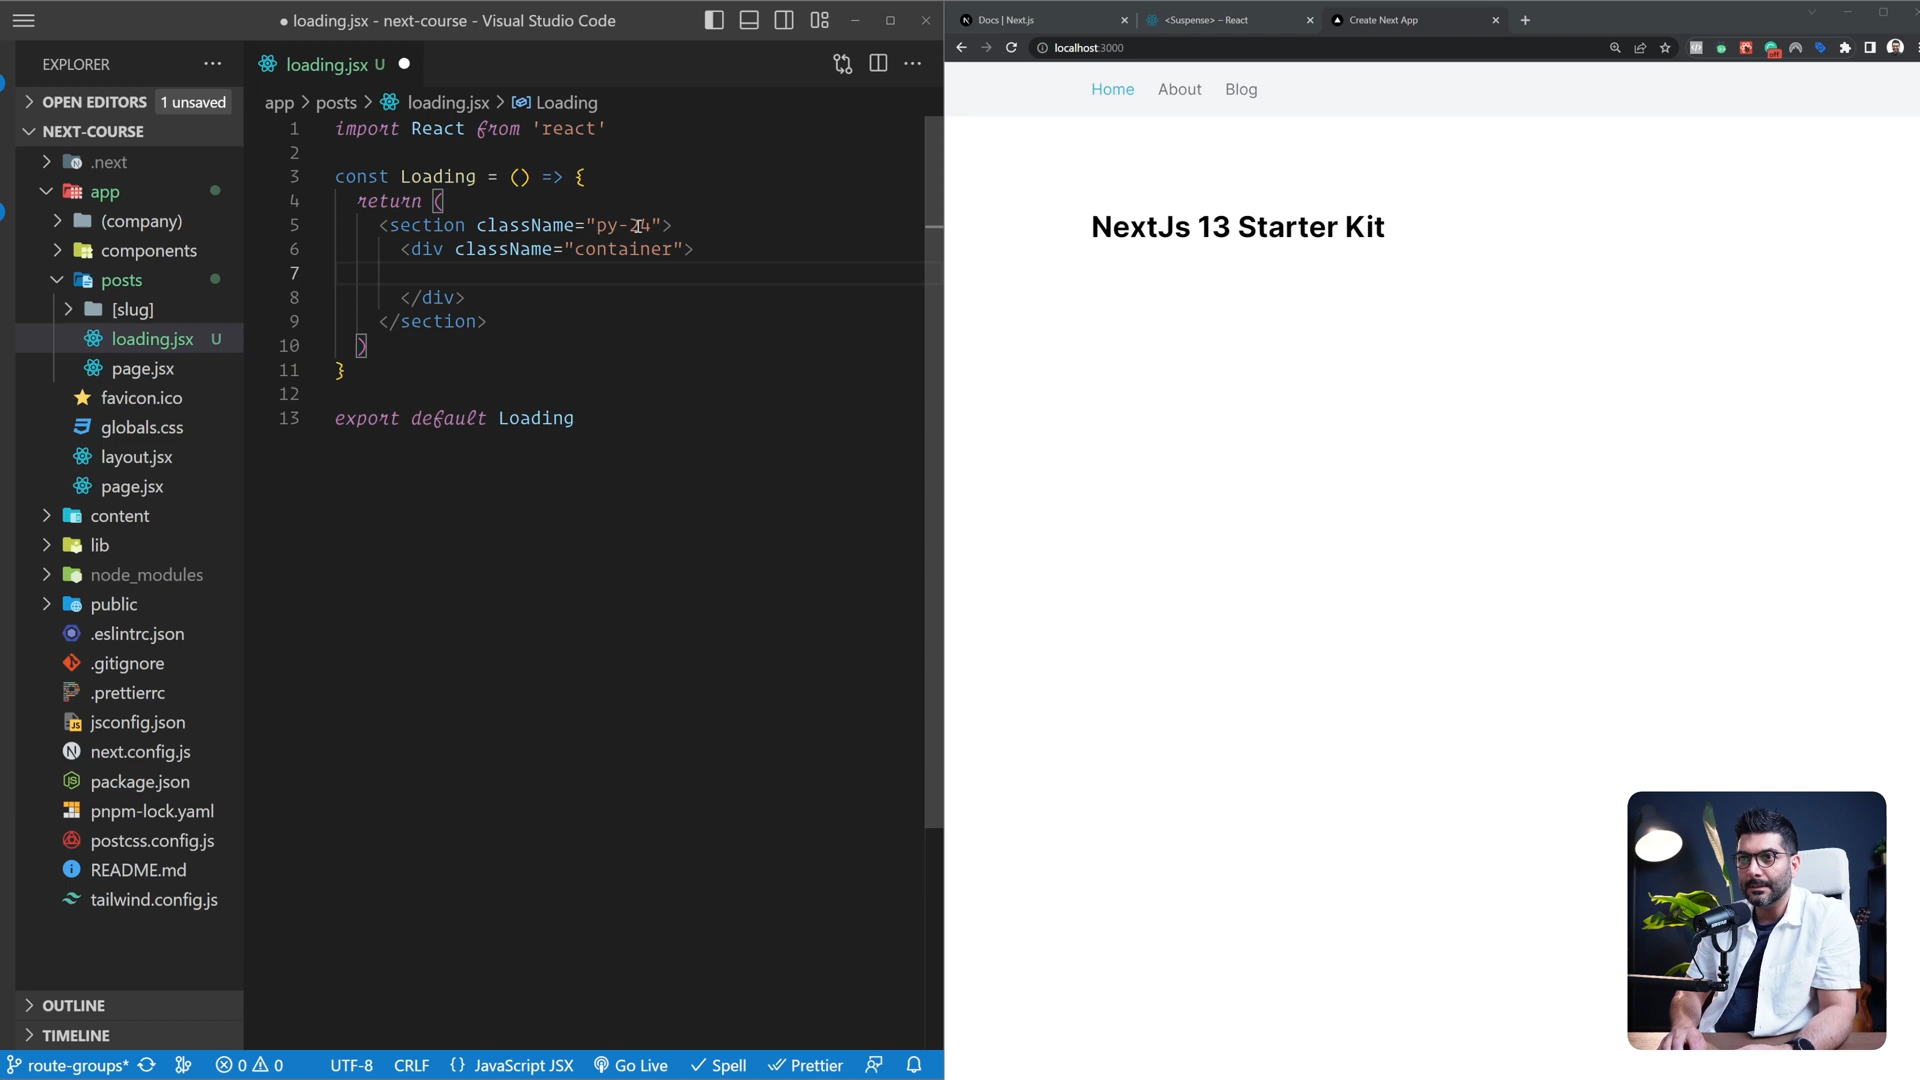 ● loading.jsx - next-course - Visual Studio Code
EXPLORER
OPEN EDITORS 1 unsaved
NEXT-COURSE
.next
app
(company)
components
posts
[slug]
loading.jsx U
page.jsx
favicon.ico
globals.css
layout.jsx
page.jsx
content
lib
node_modules
public
.eslintrc.json
.gitignore
.prettierrc
jsconfig.json
next.config.js
package.json
pnpm-lock.yaml
postcss.config.js
README.md
tailwind.config.js
OUTLINE
TIMELINE
loading.jsx U
app > posts > loading.jsx > Loading
1 import React from 'react'
2
3 const Loading = () => {
4 return (
5 <section className="py-24">
6 <div className="container">
7
8 </div>
9 </section>
10 )
11 }
12
13 export default Loading
route-groups* 0 0 UTF-8 CRLF {} JavaScript JSX Go Live Spell Prettier
Docs | Next.js
<Suspense> – React
Create Next App
localhost:3000
Home About Blog
NextJs 13 Starter Kit